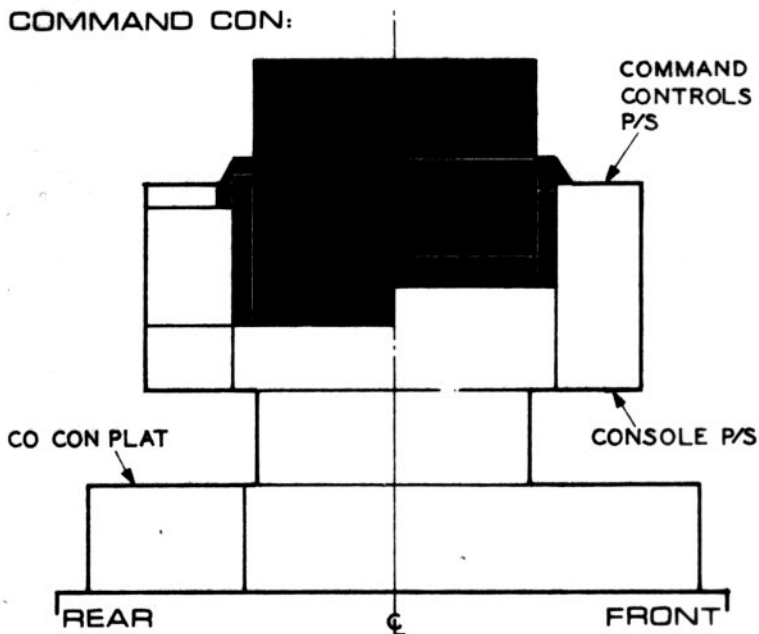 COMMAND CON:
COMMAND
CONTROLS
P/S
CO CON PLAT
CONSOLE P/S
REAR
℄
FRONT